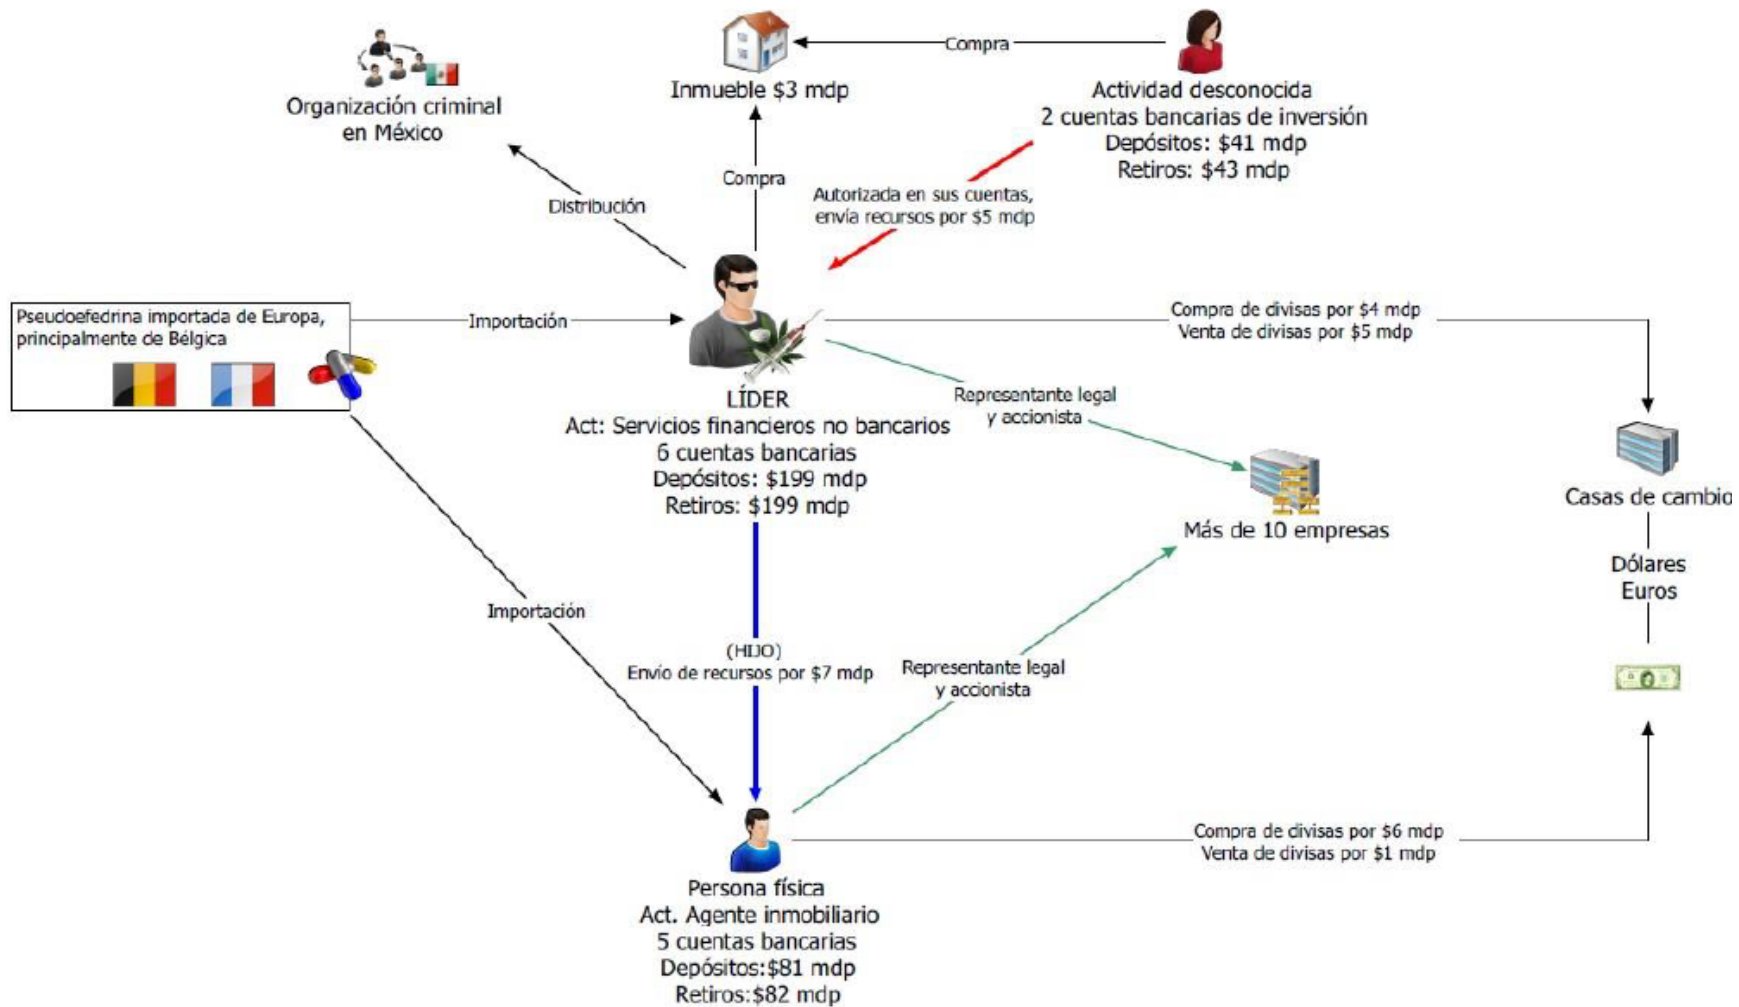 Compra
Organización criminal
en México
Inmueble $3 mdp
Actividad desconocida
2 cuentas bancarias de inversión
Depósitos: $41 mdp
Retiros: $43 mdp
Compra
Distribución
Autorizada en sus cuentas,
envía recursos por $5 mdp
Pseudoefedrina importada de Europa,
principalmente de Bélgica
Importación
Compra de divisas por $4 mdp
Venta de divisas por $5 mdp
LÍDER
Act: Servicios financieros no bancarios
6 cuentas bancarias
Depósitos: $199 mdp
Retiros: $199 mdp
Representante legal
y accionista
Más de 10 empresas
Casas de cambio
Dólares
Euros
Importación
(HIJO)
Envío de recursos por $7 mdp
Representante legal
y accionista
Compra de divisas por $6 mdp
Venta de divisas por $1 mdp
Persona física
Act. Agente inmobiliario
5 cuentas bancarias
Depósitos:$81 mdp
Retiros:$82 mdp